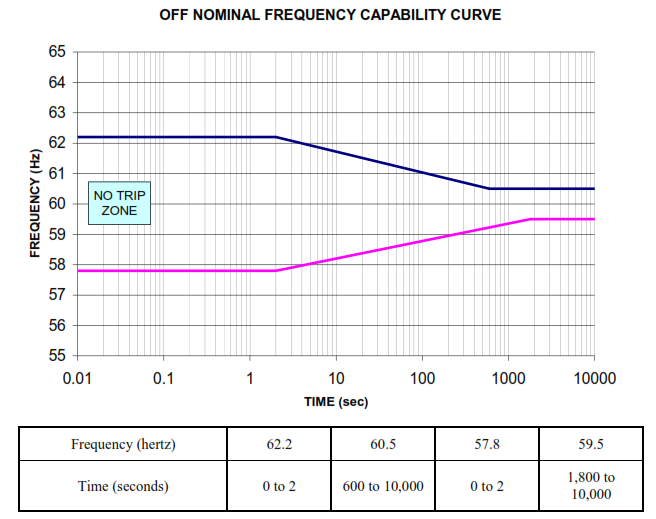 OFF NOMINAL FREQUENCY CAPABILITY CURVE
65
64
63
62
61
60
59
58
57
56
55
FREQUENCY (Hz)
NO TRIP
ZONE
0.01 0.1 1 10 100 1000 10000
TIME (sec)
Frequency (hertz) 62.2 60.5 57.8 59.5
Time (seconds) 0 to 2 600 to 10,000 0 to 2 1,800 to
10,000